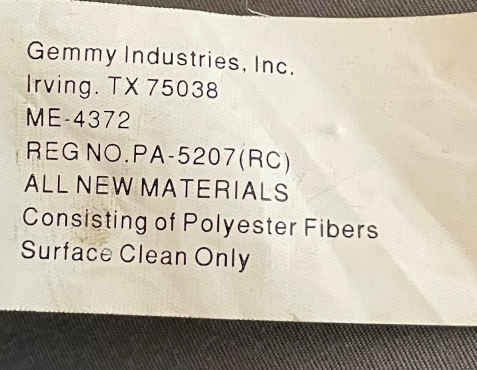 Gemmy Industries, Inc.
Irving. TX 75038
ME-4372
REG NO.PA-5207(RC)
ALL NEW MATERIALS
Consisting of Polyester Fibers
Surface Clean Only